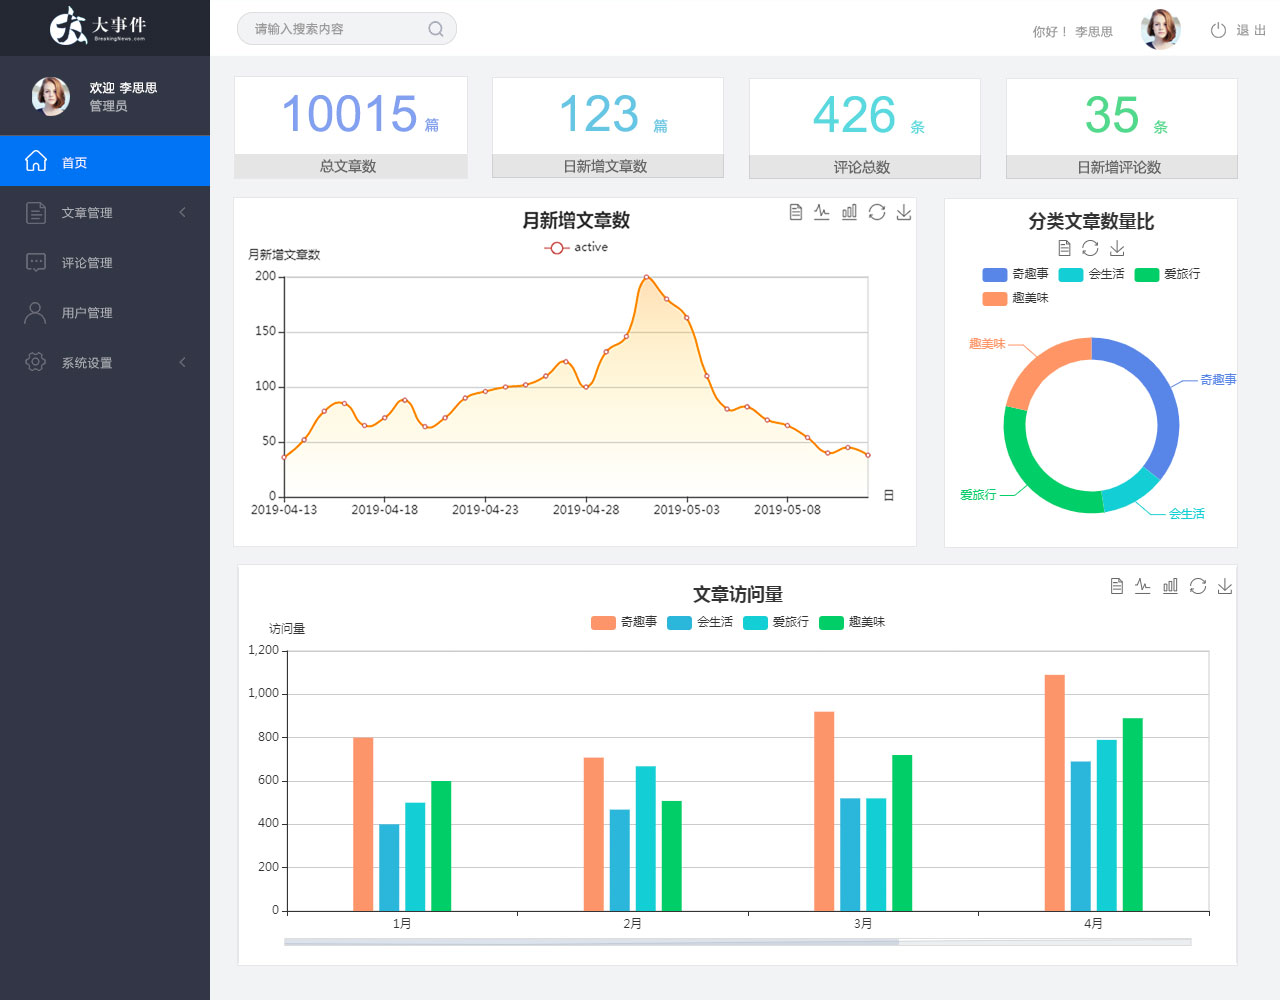 大事件
BreakingNews.com
请输入搜索内容
你好！ 李思思
退 出
欢迎 李思思
管理员
首页
文章管理
评论管理
用户管理
系统设置
10015 篇
总文章数
123 篇
日新增文章数
426 条
评论总数
35 条
日新增评论数
月新增文章数
active
月新增文章数
200
150
100
50
0
2019-04-13 2019-04-18 2019-04-23 2019-04-28 2019-05-03 2019-05-08
日
分类文章数量比
奇趣事 会生活 爱旅行
趣美味
趣美味
奇趣事
爱旅行
会生活
文章访问量
奇趣事 会生活 爱旅行 趣美味
访问量
1,200
1,000
800
600
400
200
0
1月 2月 3月 4月